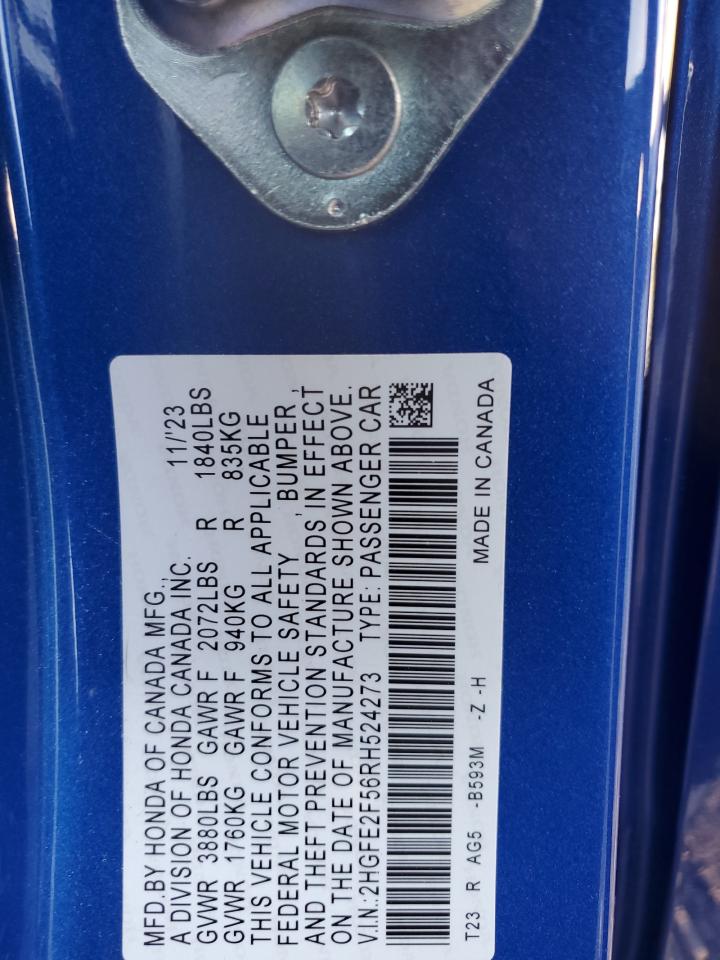 MFD.BY HONDA OF CANADA MFG., 11/'23
A DIVISION OF HONDA CANADA INC.
GVWR 3880LBS GAWR F 2072LBS R 1840LBS
GVWR 1760KG GAWR F 940KG R 835KG
THIS VEHICLE CONFORMS TO ALL APPLICABLE
FEDERAL MOTOR VEHICLE SAFETY , BUMPER ,
AND THEFT PREVENTION STANDARDS IN EFFECT
ON THE DATE OF MANUFACTURE SHOWN ABOVE.
V.I.N.:2HGFE2F56RH524273 TYPE: PASSENGER CAR
T23 R AG5 -B593M -Z -H MADE IN CANADA